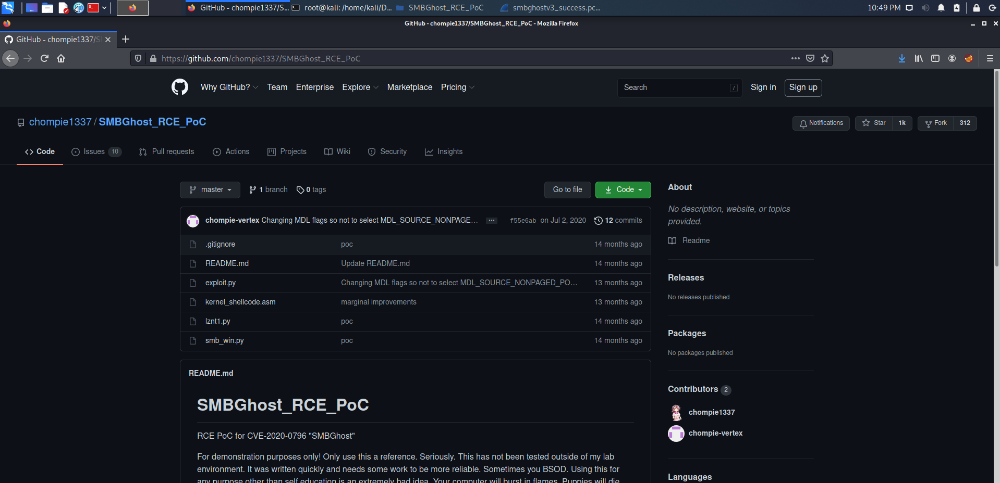 GitHub - chompie1337/S... root@kali: /home/kali/D... SMBGhost_RCE_PoC smbghostv3_success.pc... 10:49 PM
GitHub - chompie1337/SMBGhost_RCE_PoC - Mozilla Firefox
GitHub - chompie1337/S
https://github.com/chompie1337/SMBGhost_RCE_PoC
Why GitHub? Team Enterprise Explore Marketplace Pricing Search / Sign in Sign up
chompie1337 / SMBGhost_RCE_PoC Notifications Star 1k Fork 312
Code Issues 10 Pull requests Actions Projects Wiki Security Insights
master 1 branch 0 tags Go to file Code
chompie-vertex Changing MDL flags so not to select MDL_SOURCE_NONPAGE... ... f55e6ab on Jul 2, 2020 12 commits
.gitignore poc 14 months ago
README.md Update README.md 14 months ago
exploit.py Changing MDL flags so not to select MDL_SOURCE_NONPAGED_PO... 13 months ago
kernel_shellcode.asm marginal improvements 13 months ago
lznt1.py poc 14 months ago
smb_win.py poc 14 months ago
README.md
SMBGhost_RCE_PoC
RCE PoC for CVE-2020-0796 "SMBGhost"
For demonstration purposes only! Only use this a reference. Seriously. This has not been tested outside of my lab
environment. It was written quickly and needs some work to be more reliable. Sometimes you BSOD. Using this for
any purpose other than self education is an extremely bad idea. Your computer will burst in flames. Puppies will die.
About
No description, website, or topics
provided.
Readme
Releases
No releases published
Packages
No packages published
Contributors 2
chompie1337
chompie-vertex
Languages